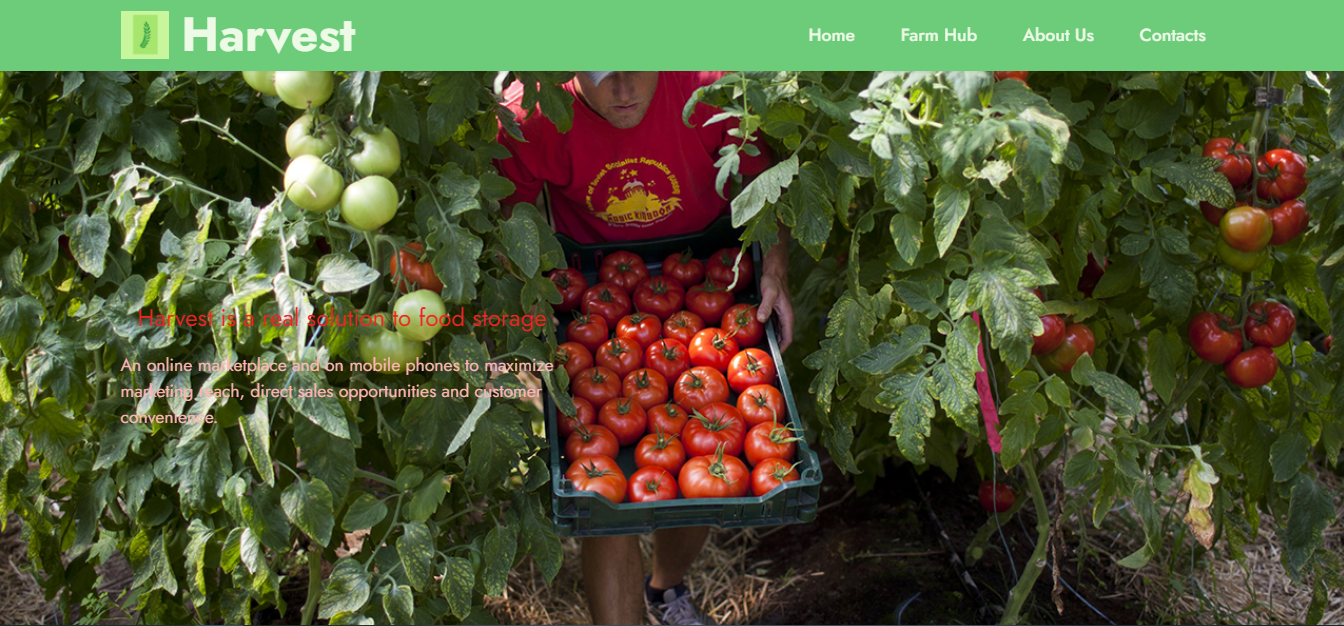 Harvest
Home Farm Hub About Us Contacts
Harvest is a real solution to food storage
An online marketplace and on mobile phones to maximize
marketing reach, direct sales opportunities and customer
convenience.